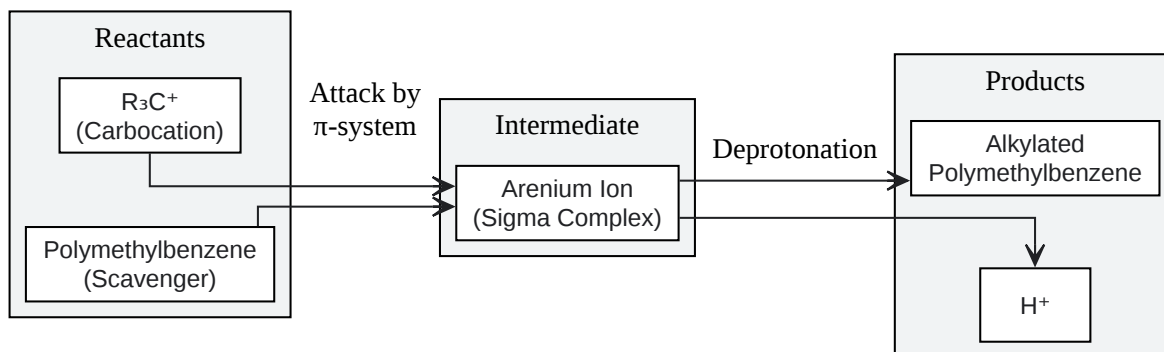 Reactants
R₃C⁺
(Carbocation)
Polymethylbenzene
(Scavenger)
Attack by
π-system
Intermediate
Arenium Ion
(Sigma Complex)
Deprotonation
Products
Alkylated
Polymethylbenzene
H⁺